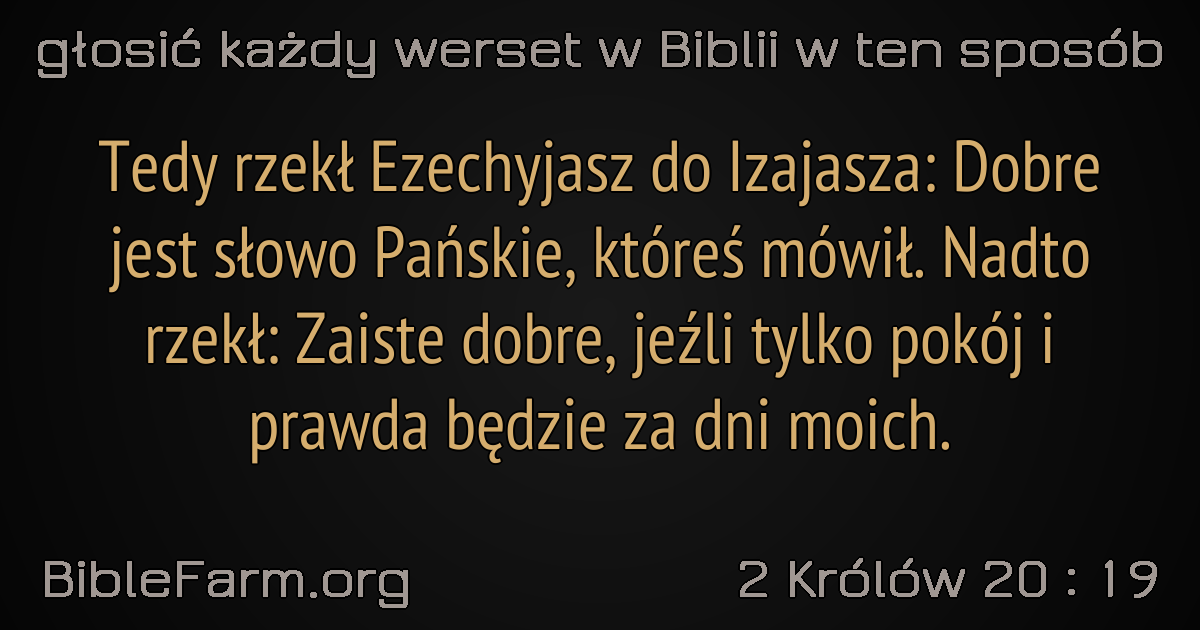 głosić każdy werset w Biblii w ten sposób
Tedy rzekł Ezechyjasz do Izajasza: Dobre
jest słowo Pańskie, któreś mówił. Nadto
rzekł: Zaiste dobre, jeźli tylko pokój i
prawda będzie za dni moich.
BibleFarm.org
2 Królów 20 : 19